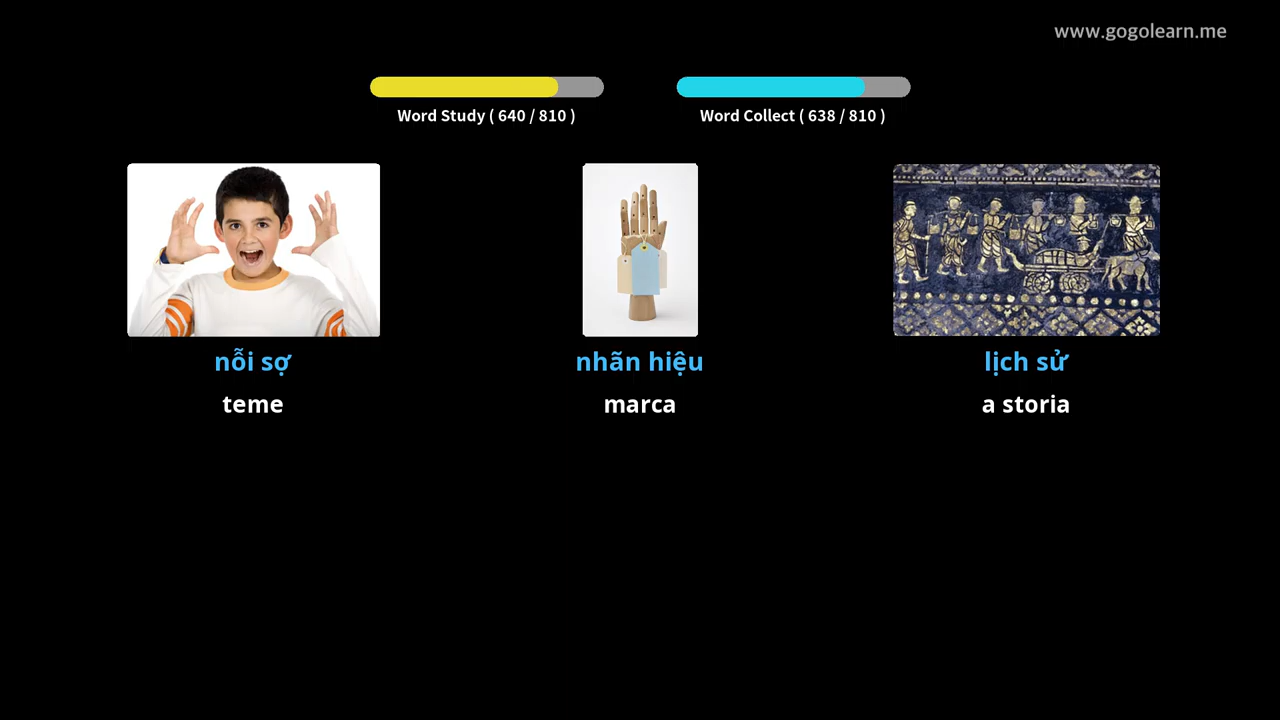 www.gogolearn.me
Word Study ( 640 / 810 )
Word Collect ( 638 / 810 )
nỗi sợ
teme
nhãn hiệu
marca
lịch sử
a storia